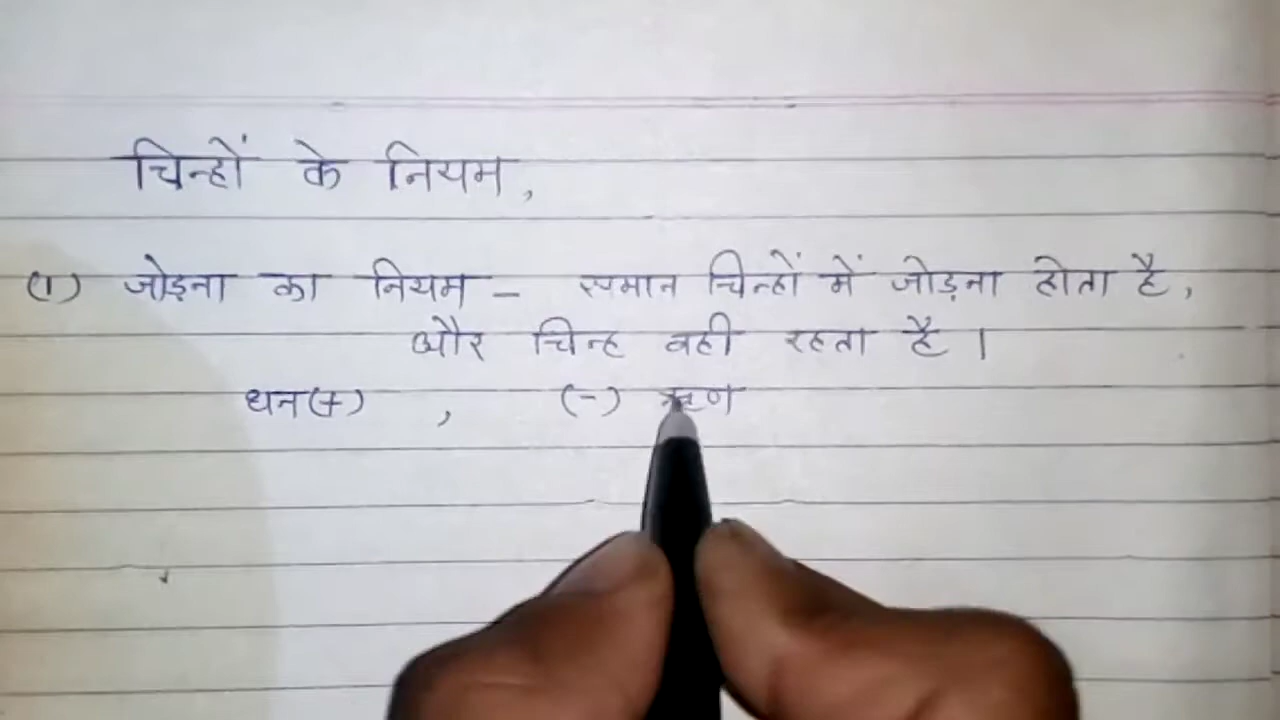 चिन्हों के नियम,
(1) जोड़ना का नियम - समान चिन्हों में जोड़ना होता है,
और चिन्ह वही रहता है।
धन(+) , (-) ऋण